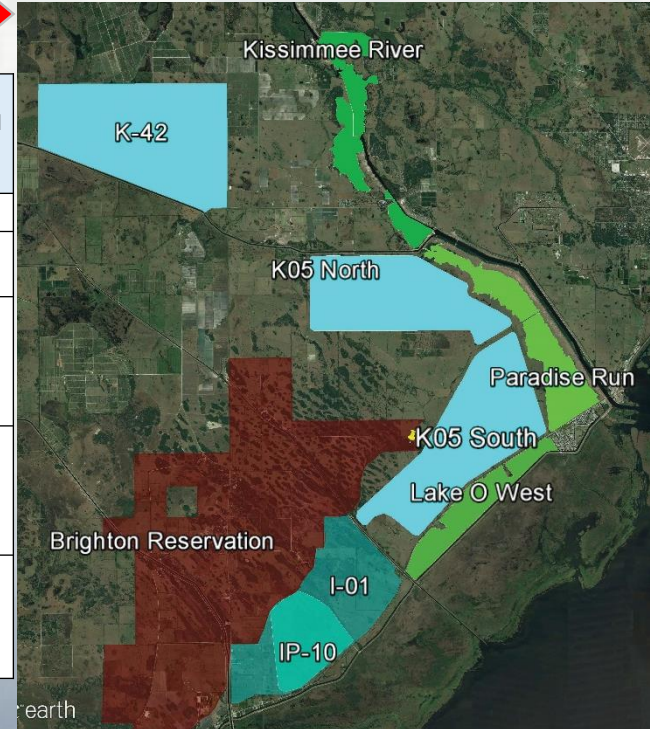 Kissimmee River
K-42
K05 North
Paradise Run
K05 South
Lake O West
Brighton Reservation
I-01
IP-10
earth